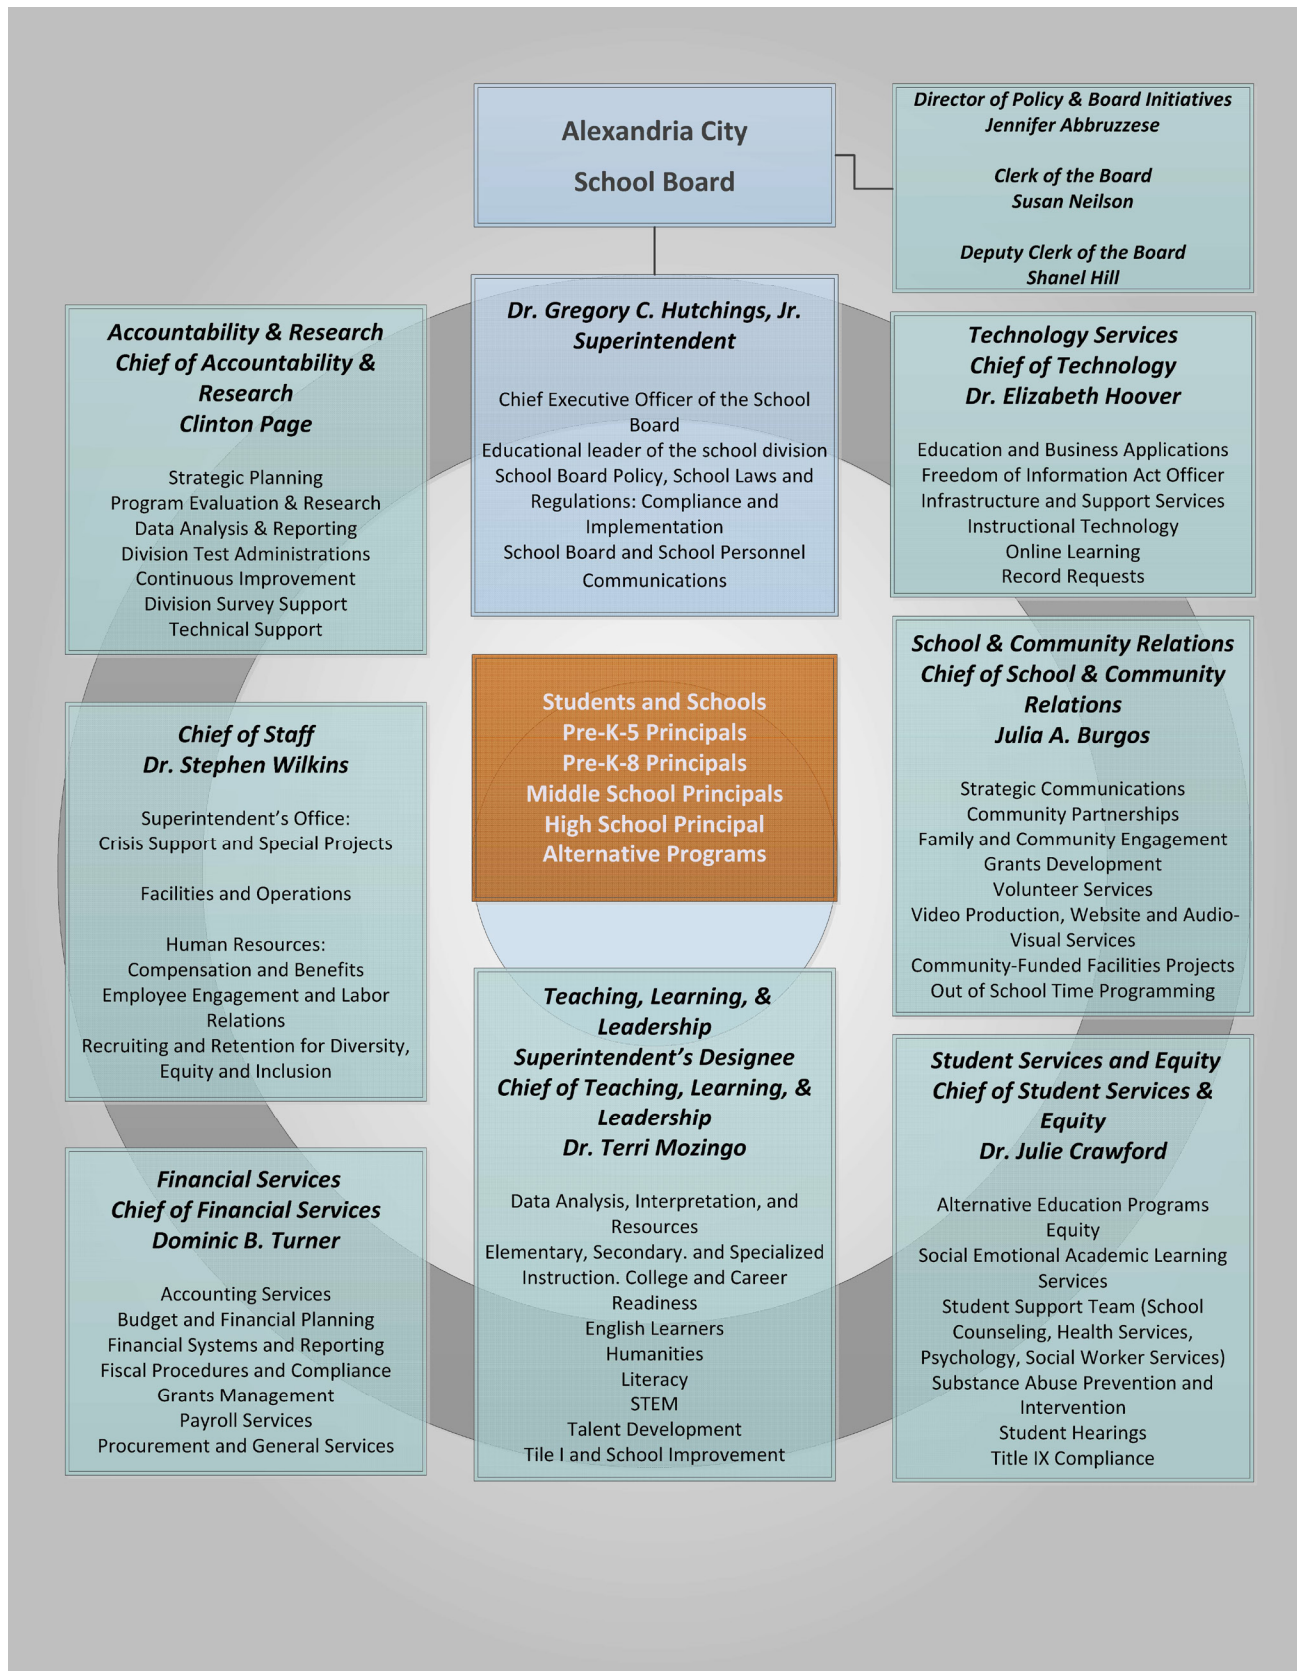 Alexandria City
School Board
Director of Policy & Board Initiatives
Jennifer Abbruzzese
Clerk of the Board
Susan Neilson
Deputy Clerk of the Board
Shanel Hill
Dr. Gregory C. Hutchings, Jr.
Superintendent
Chief Executive Officer of the School
Board
Educational leader of the school division
School Board Policy, School Laws and
Regulations: Compliance and
Implementation
School Board and School Personnel
Communications
Accountability & Research
Chief of Accountability &
Research
Clinton Page
Strategic Planning
Program Evaluation & Research
Data Analysis & Reporting
Division Test Administrations
Continuous Improvement
Division Survey Support
Technical Support
Technology Services
Chief of Technology
Dr. Elizabeth Hoover
Education and Business Applications
Freedom of Information Act Officer
Infrastructure and Support Services
Instructional Technology
Online Learning
Record Requests
Students and Schools
Pre-K-5 Principals
Pre-K-8 Principals
Middle School Principals
High School Principal
Alternative Programs
School & Community Relations
Chief of School & Community
Relations
Julia A. Burgos
Strategic Communications
Community Partnerships
Family and Community Engagement
Grants Development
Volunteer Services
Video Production, Website and Audio-
Visual Services
Community-Funded Facilities Projects
Out of School Time Programming
Chief of Staff
Dr. Stephen Wilkins
Superintendent’s Office:
Crisis Support and Special Projects
Facilities and Operations
Human Resources:
Compensation and Benefits
Employee Engagement and Labor
Relations
Recruiting and Retention for Diversity,
Equity and Inclusion
Teaching, Learning, &
Leadership
Superintendent’s Designee
Chief of Teaching, Learning, &
Leadership
Dr. Terri Mozingo
Data Analysis, Interpretation, and
Resources
Elementary, Secondary. and Specialized
Instruction. College and Career
Readiness
English Learners
Humanities
Literacy
STEM
Talent Development
Tile I and School Improvement
Student Services and Equity
Chief of Student Services &
Equity
Dr. Julie Crawford
Alternative Education Programs
Equity
Social Emotional Academic Learning
Services
Student Support Team (School
Counseling, Health Services,
Psychology, Social Worker Services)
Substance Abuse Prevention and
Intervention
Student Hearings
Title IX Compliance
Financial Services
Chief of Financial Services
Dominic B. Turner
Accounting Services
Budget and Financial Planning
Financial Systems and Reporting
Fiscal Procedures and Compliance
Grants Management
Payroll Services
Procurement and General Services